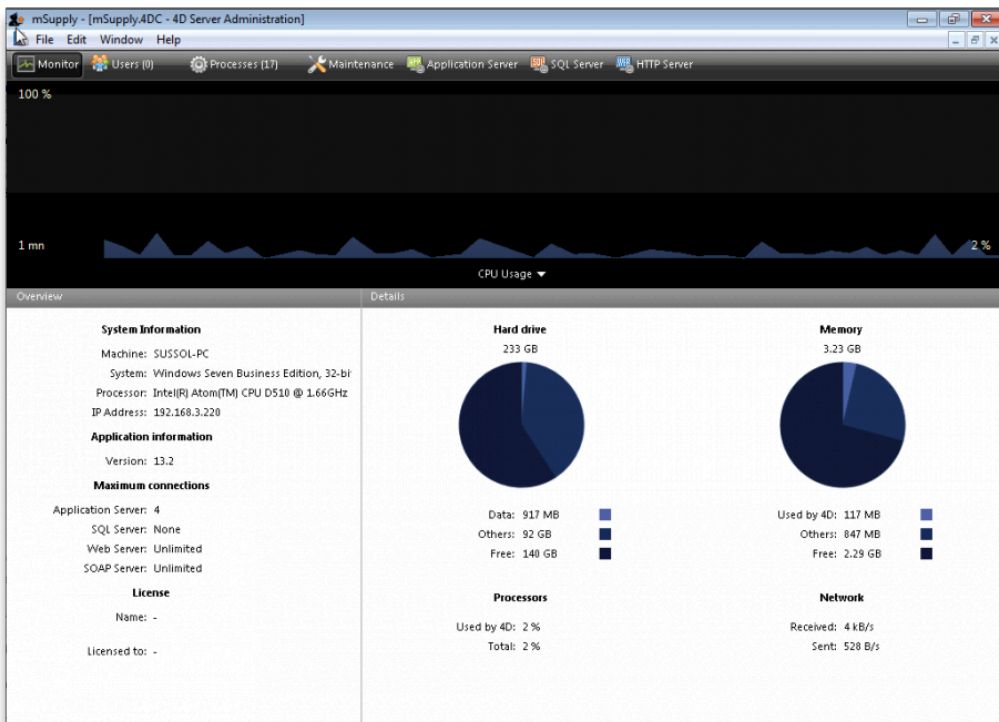 mSupply - [mSupply.4DC - 4D Server Administration]
File Edit Window Help
Monitor Users (0) Processes (17) Maintenance Application Server SQL Server HTTP Server
100 %
1 mn 2 %
CPU Usage
Overview Details
System Information
Machine: SUSSOL-PC
System: Windows Seven Business Edition, 32-bi
Processor: Intel(R) Atom(TM) CPU D510 @ 1.66GHz
IP Address: 192.168.3.220
Application information
Version: 13.2
Maximum connections
Application Server: 4
SQL Server: None
Web Server: Unlimited
SOAP Server: Unlimited
License
Name: -
Licensed to: -
Hard drive
233 GB
Data: 917 MB
Others: 92 GB
Free: 140 GB
Memory
3.23 GB
Used by 4D: 117 MB
Others: 847 MB
Free: 2.29 GB
Processors
Used by 4D: 2 %
Total: 2 %
Network
Received: 4 kB/s
Sent: 528 B/s